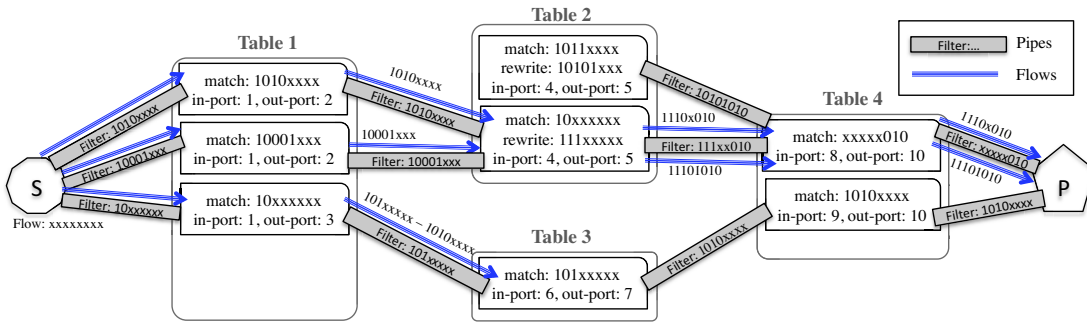 Table 1
match: 1010xxxx
in-port: 1, out-port: 2
match: 10001xxx
in-port: 1, out-port: 2
match: 10xxxxxx
in-port: 1, out-port: 3
Table 2
match: 1011xxxx
rewrite: 10101xxx
in-port: 4, out-port: 5
match: 10xxxxxx
rewrite: 111xxxxx
in-port: 4, out-port: 5
Table 3
match: 101xxxxx
in-port: 6, out-port: 7
Table 4
match: xxxxx010
in-port: 8, out-port: 10
match: 1010xxxx
in-port: 9, out-port: 10
S
Flow: xxxxxxxx
Filter: 1010xxxx
Filter: 10001xxx
Filter: 10xxxxxx
1010xxxx
Filter: 1010xxxx
10001xxx
Filter: 10001xxx
101xxxxx – 1010xxxx
Filter: 101xxxxx
Filter: 10101010
1110x010
Filter: 111xx010
11101010
Filter: 1010xxxx
1110x010
Filter: xxxxx010
11101010
Filter: 1010xxxx
P
Filter:...
Pipes
Flows